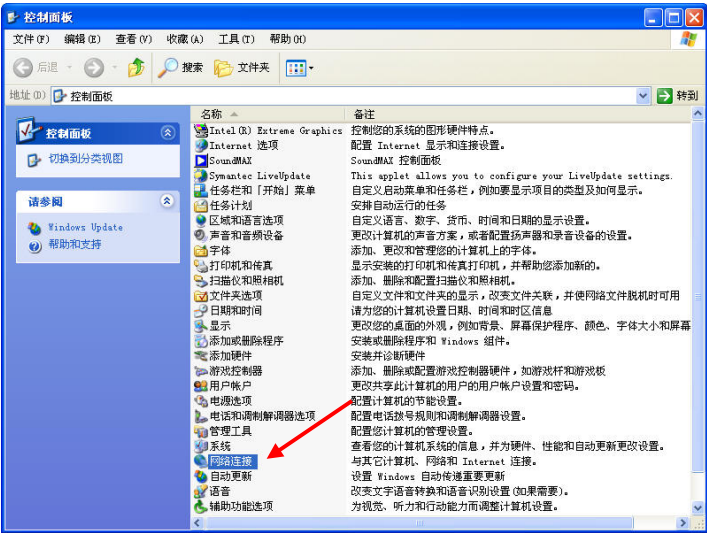 控制面板
文件(F) 编辑(E) 查看(V) 收藏(A) 工具(T) 帮助(H)
后退 搜索 文件夹
地址(D) 控制面板 转到
控制面板
切换到分类视图
请参阅
Windows Update
帮助和支持
名称 备注
Intel(R) Extreme Graphics 控制您的系统的图形硬件特点。
Internet 选项 配置 Internet 显示和连接设置。
SoundMAX SoundMAX 控制面板
Symantec LiveUpdate This applet allows you to configure your LiveUpdate settings.
任务栏和「开始」菜单 自定义启动菜单和任务栏，例如要显示项目的类型及如何显示。
任务计划 安排自动运行的任务
区域和语言选项 自定义语言、数字、货币、时间和日期的显示设置。
声音和音频设备 更改计算机的声音方案，或者配置扬声器和录音设备的设置。
字体 添加、更改和管理您的计算机上的字体。
打印机和传真 显示安装的打印机和传真打印机，并帮助您添加新的。
扫描仪和照相机 添加、删除和配置扫描仪和照相机。
文件夹选项 自定义文件和文件夹的显示，改变文件关联，并使网络文件脱机时可用
日期和时间 请为您的计算机设置日期、时间和时区信息
显示 更改您的桌面的外观，例如背景、屏幕保护程序、颜色、字体大小和屏幕
添加或删除程序 安装或删除程序和 Windows 组件。
添加硬件 安装并诊断硬件
游戏控制器 添加、删除或配置游戏控制器硬件，如游戏杆和游戏板
用户帐户 更改共享此计算机的用户的用户帐户设置和密码。
电源选项 配置计算机的节能设置。
电话和调制解调器选项 配置电话拨号规则和调制解调器设置。
管理工具 配置您计算机的管理设置。
系统 查看您的计算机系统的信息，并为硬件、性能和自动更新更改设置。
网络连接 与其它计算机、网络和 Internet 连接。
自动更新 设置 Windows 自动传递重要更新
语音 改变文字语音转换和语音识别设置(如果需要)。
辅助功能选项 为视觉、听力和行动能力而调整计算机设置。